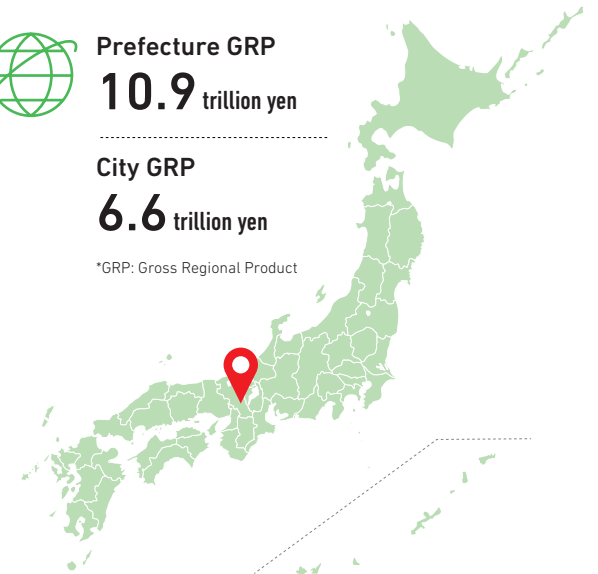 Prefecture GRP
10.9 trillion yen
City GRP
6.6 trillion yen
*GRP: Gross Regional Product